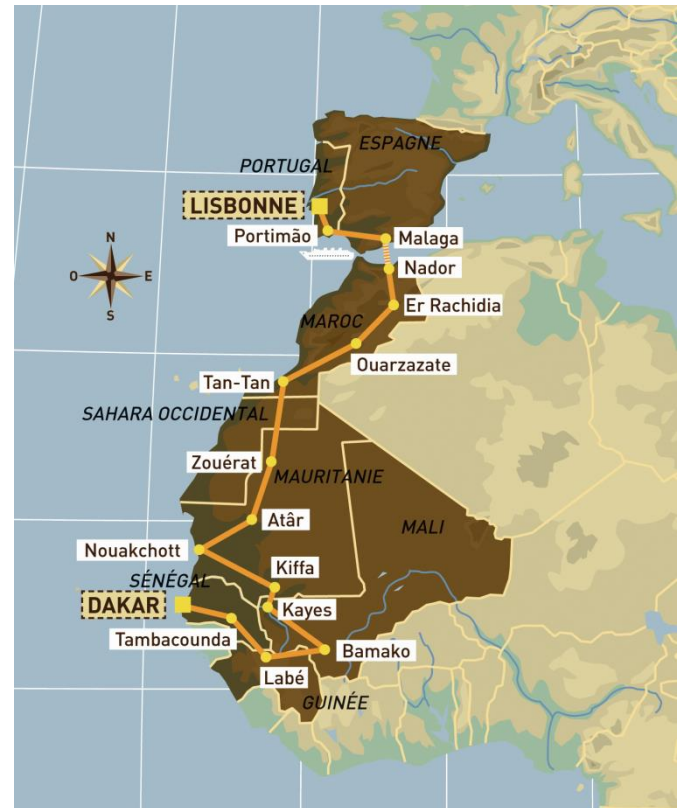 ESPAGNE
PORTUGAL
LISBONNE
Portimão
Malaga
N
O
E
S
Nador
Er Rachidia
MAROC
Ouarzazate
Tan-Tan
SAHARA OCCIDENTAL
Zouérat
MAURITANIE
Atâr
MALI
Nouakchott
Kiffa
SÉNÉGAL
DAKAR
Kayes
Tambacounda
Bamako
Labé
GUINÉE